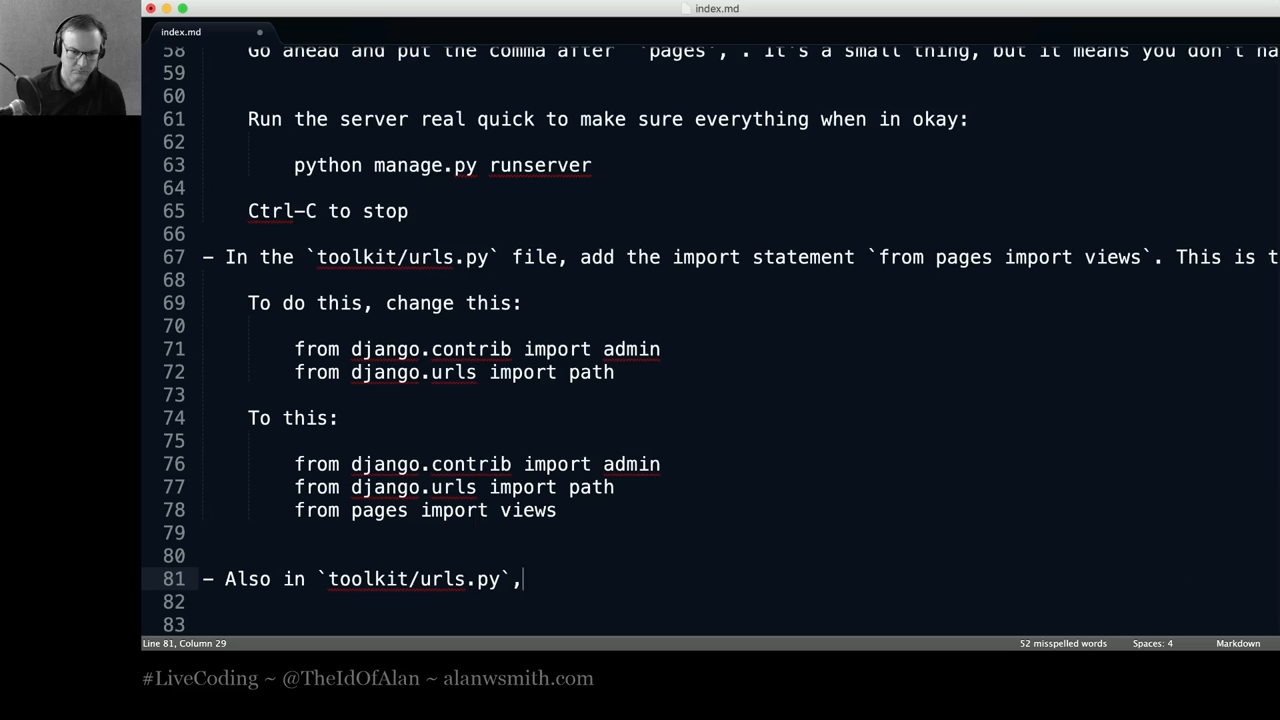 index.md
index.md
58 Go ahead and put the comma after `pages`, . It's a small thing, but it means you don't ha
59
60
61 Run the server real quick to make sure everything when in okay:
62
63 python manage.py runserver
64
65 Ctrl-C to stop
66
67 - In the `toolkit/urls.py` file, add the import statement `from pages import views`. This is t
68
69 To do this, change this:
70
71 from django.contrib import admin
72 from django.urls import path
73
74 To this:
75
76 from django.contrib import admin
77 from django.urls import path
78 from pages import views
79
80
81 - Also in `toolkit/urls.py`,
82
83
Line 81, Column 29 52 misspelled words Spaces: 4 Markdown
#LiveCoding ~ @TheIdOfAlan ~ alanwsmith.com